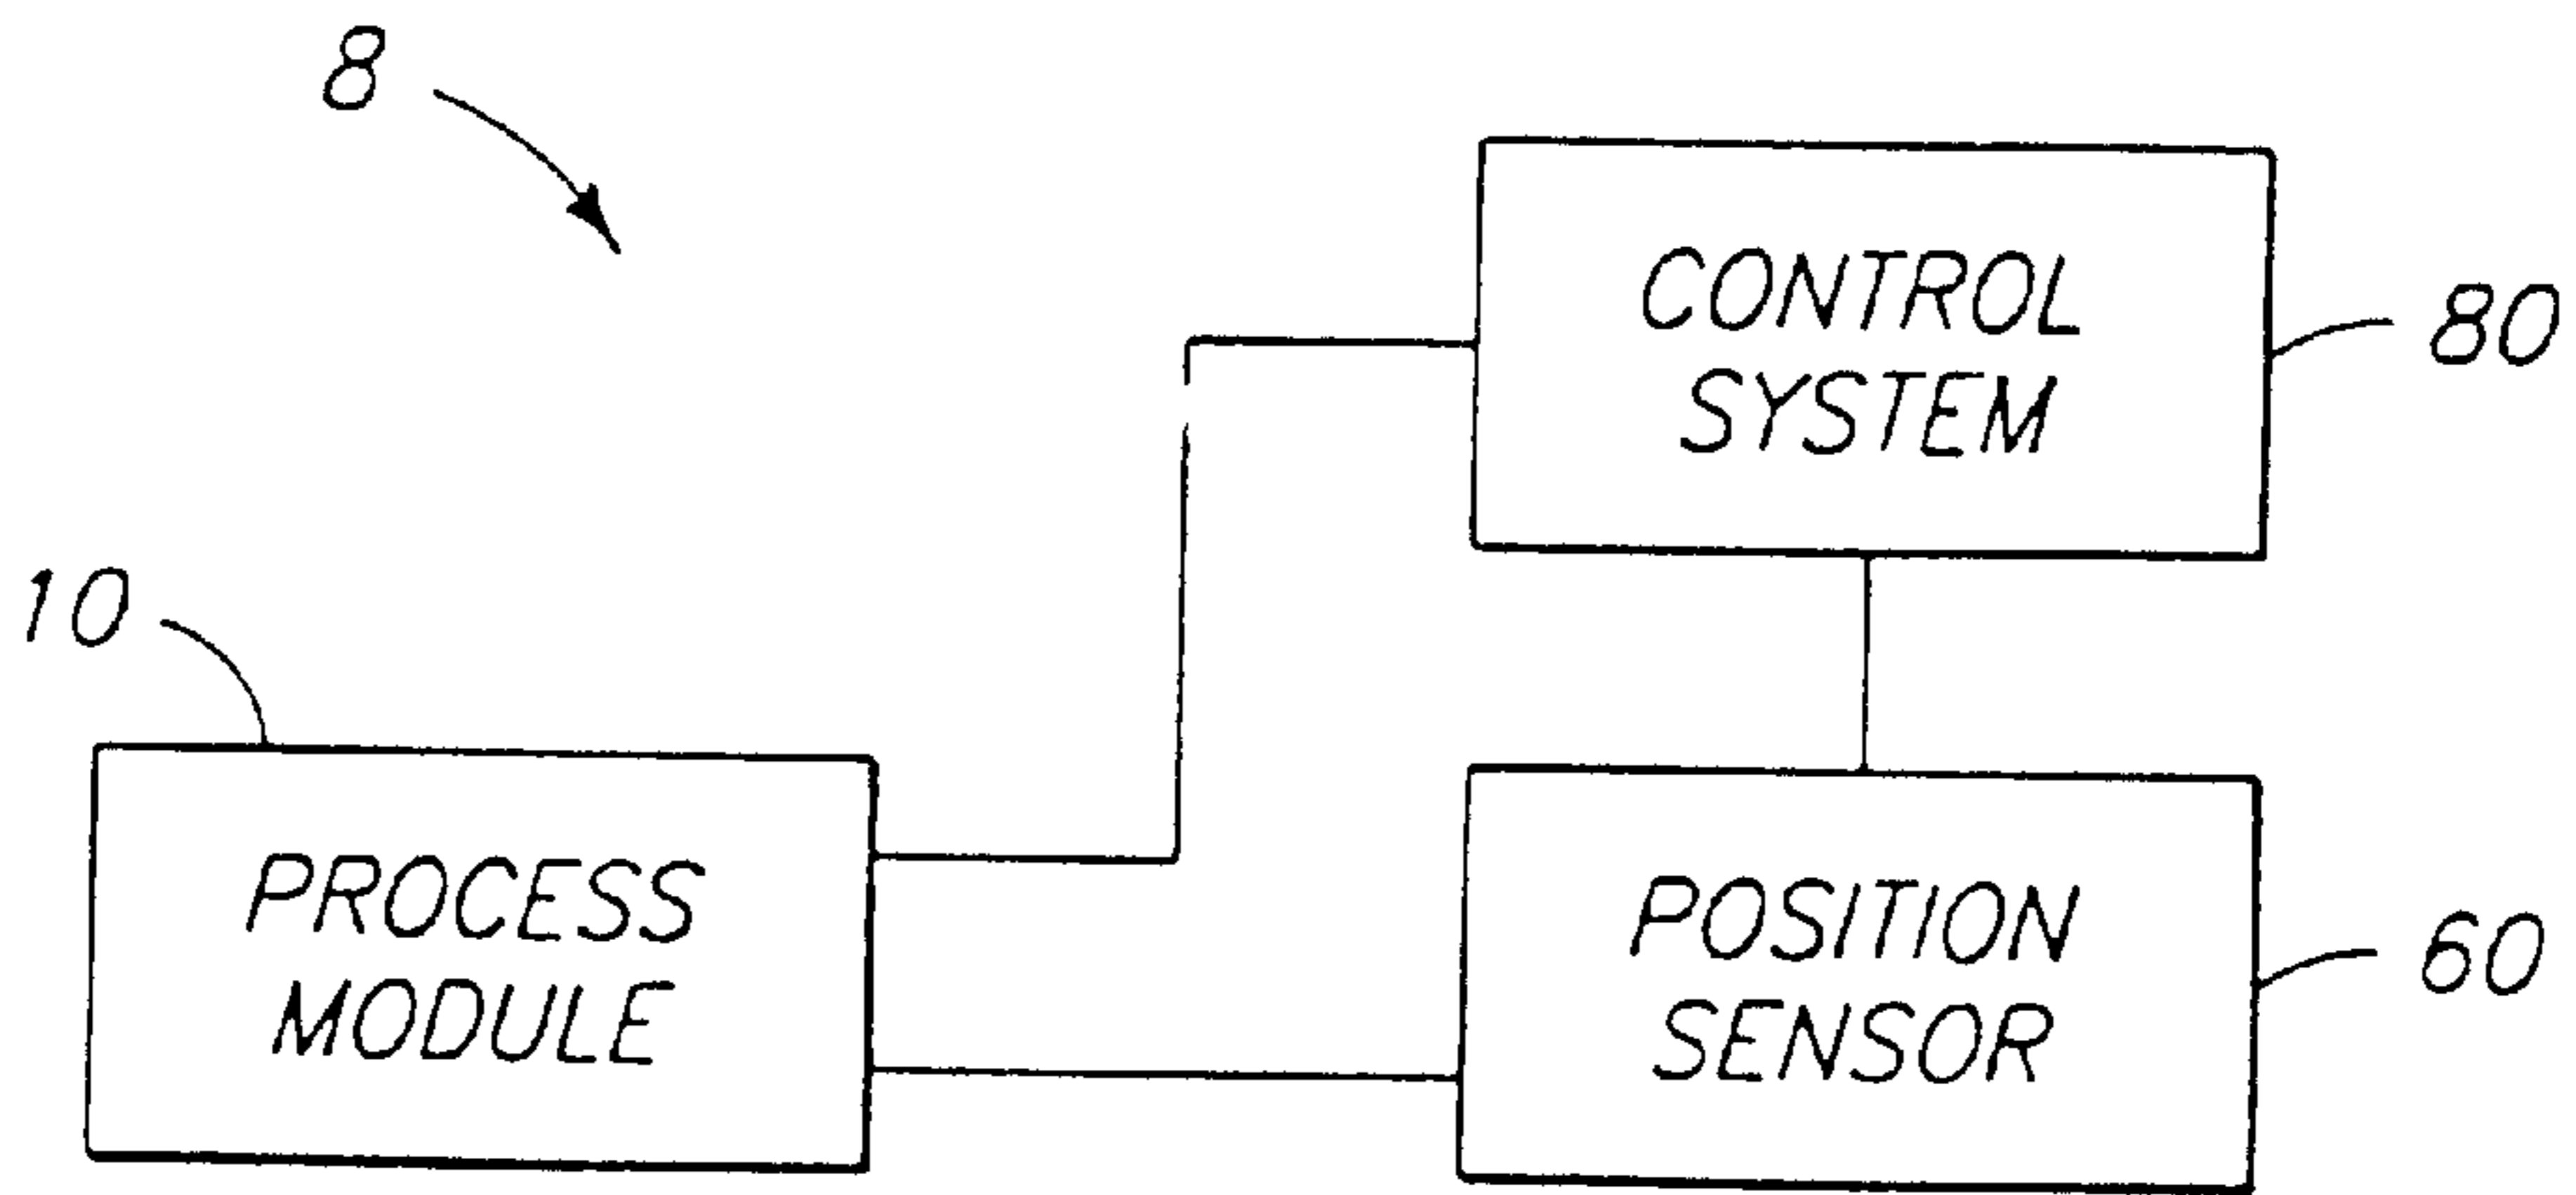 8
CONTROL
SYSTEM
80
10
PROCESS
MODULE
POSITION
SENSOR
60